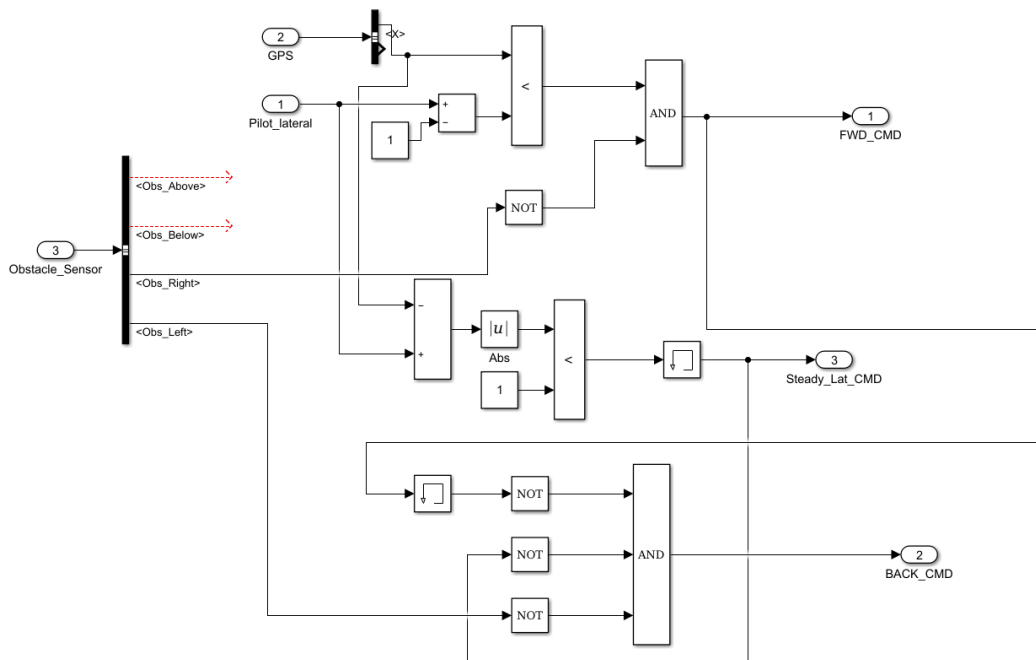 2
GPS
<X>
1
Pilot_lateral
+
−
1
<
AND
1
FWD_CMD
NOT
3
Obstacle_Sensor
<Obs_Above>
<Obs_Below>
<Obs_Right>
<Obs_Left>
−
+
|u|
Abs
1
<
3
Steady_Lat_CMD
NOT
NOT
NOT
AND
2
BACK_CMD